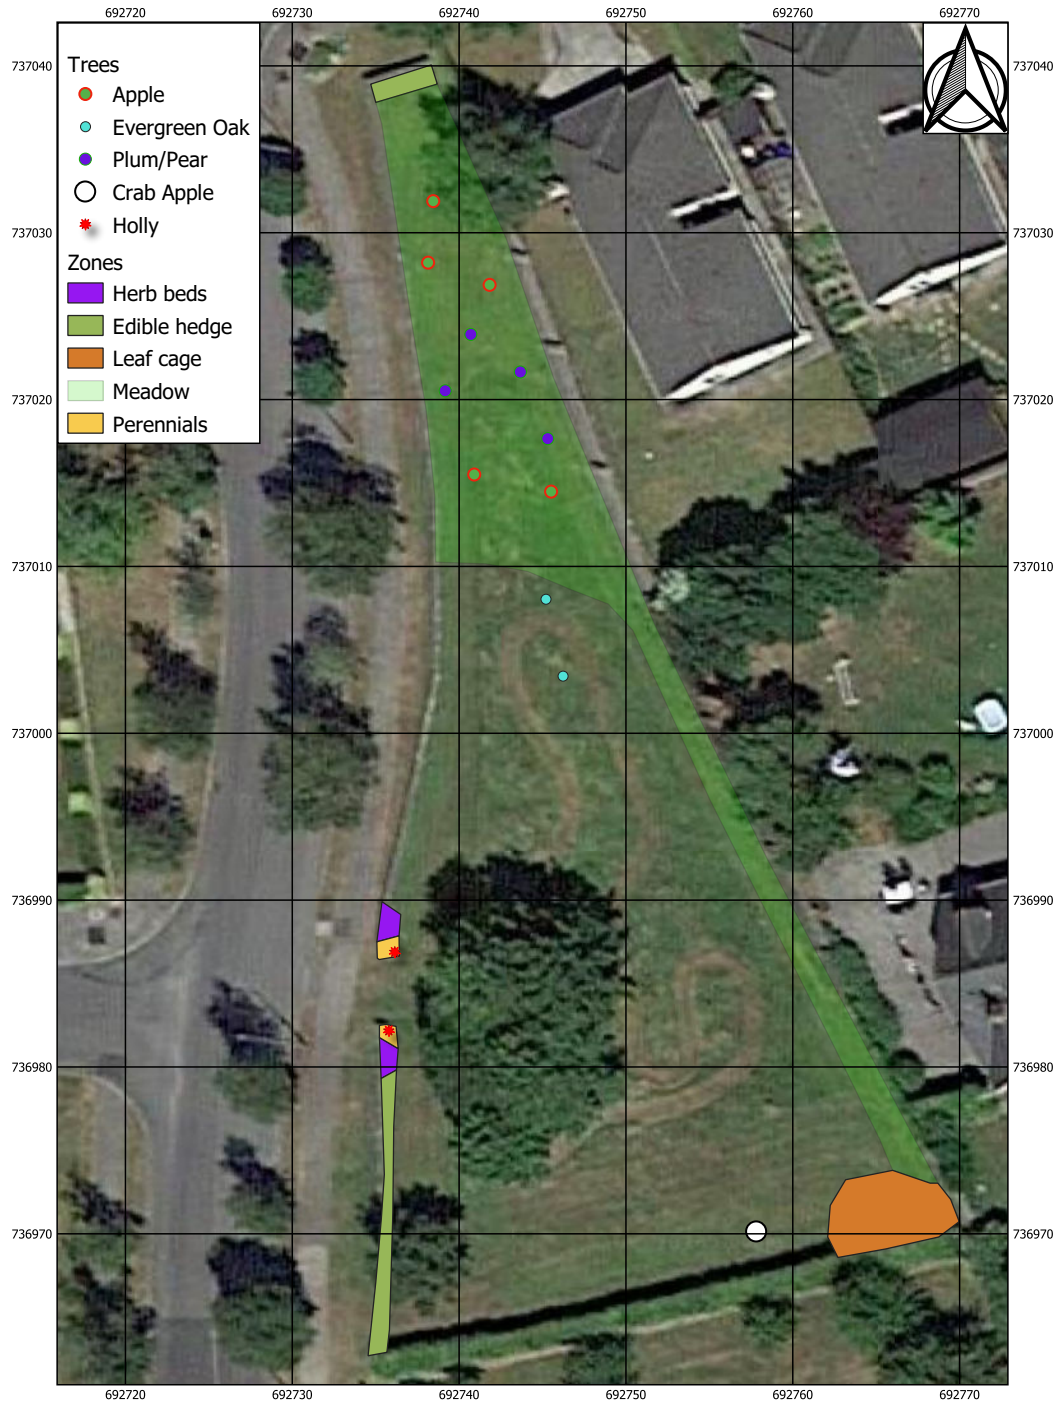 692720 692730 692740 692750 692760 692770
Trees
Apple
Evergreen Oak
Plum/Pear
Crab Apple
Holly
Zones
Herb beds
Edible hedge
Leaf cage
Meadow
Perennials
737040 737040
737030 737030
737020 737020
737010 737010
737000 737000
736990 736990
736980 736980
736970 736970
692720 692730 692740 692750 692760 692770